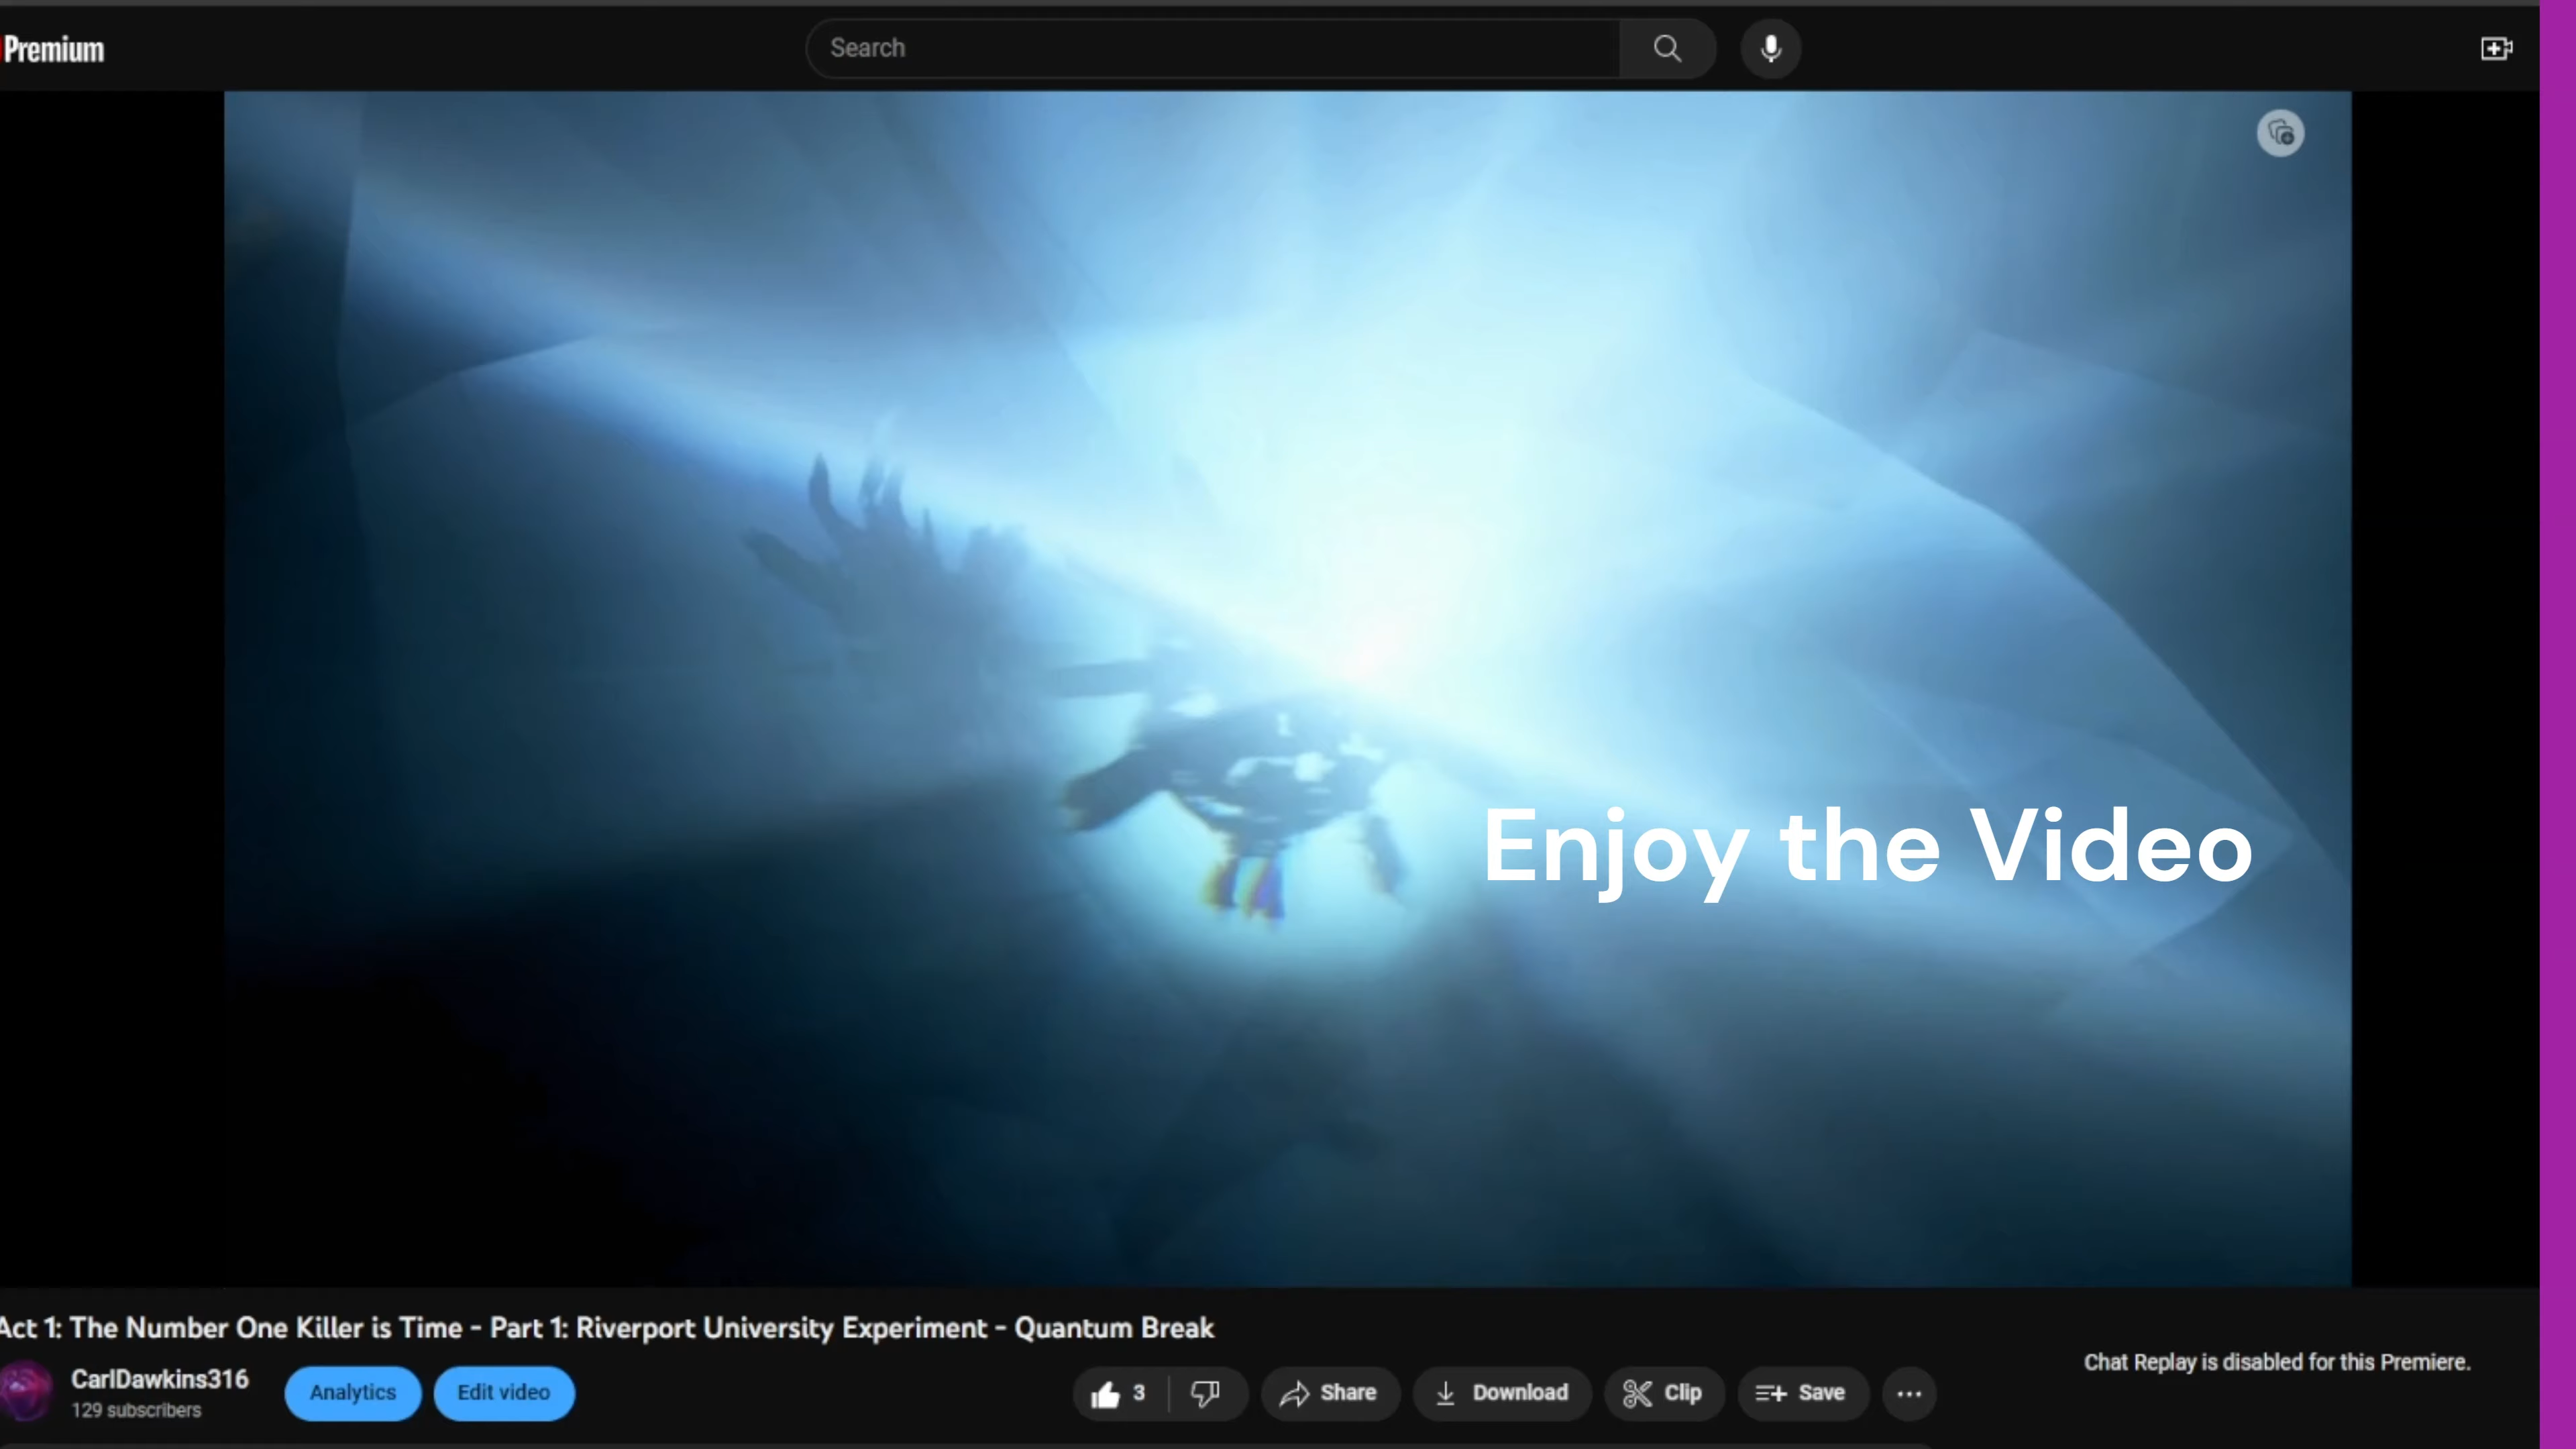 Premium
Search
Enjoy the Video
Act 1: The Number One Killer is Time - Part 1: Riverport University Experiment - Quantum Break
CarlDawkins316
129 subscribers
Analytics
Edit video
3
Share
Download
Clip
Save
Chat Replay is disabled for this Premiere.